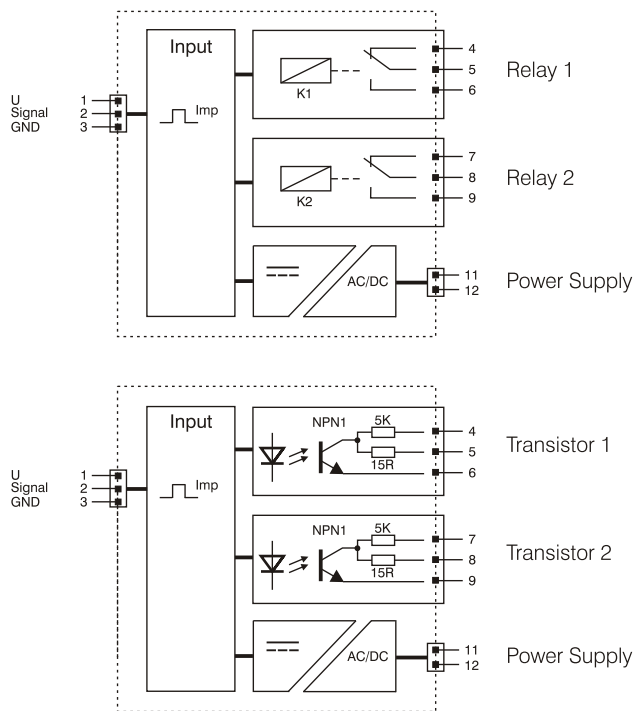 Input
4
5
Relay 1
6
K1
U
1
Signal
2
GND
3
Imp
7
8
Relay 2
9
K2
AC/DC
11
12
Power Supply
Input
NPN1
5K
4
5
Transistor 1
15R
6
U
1
Signal
2
GND
3
Imp
NPN1
5K
7
8
Transistor 2
15R
9
AC/DC
11
12
Power Supply